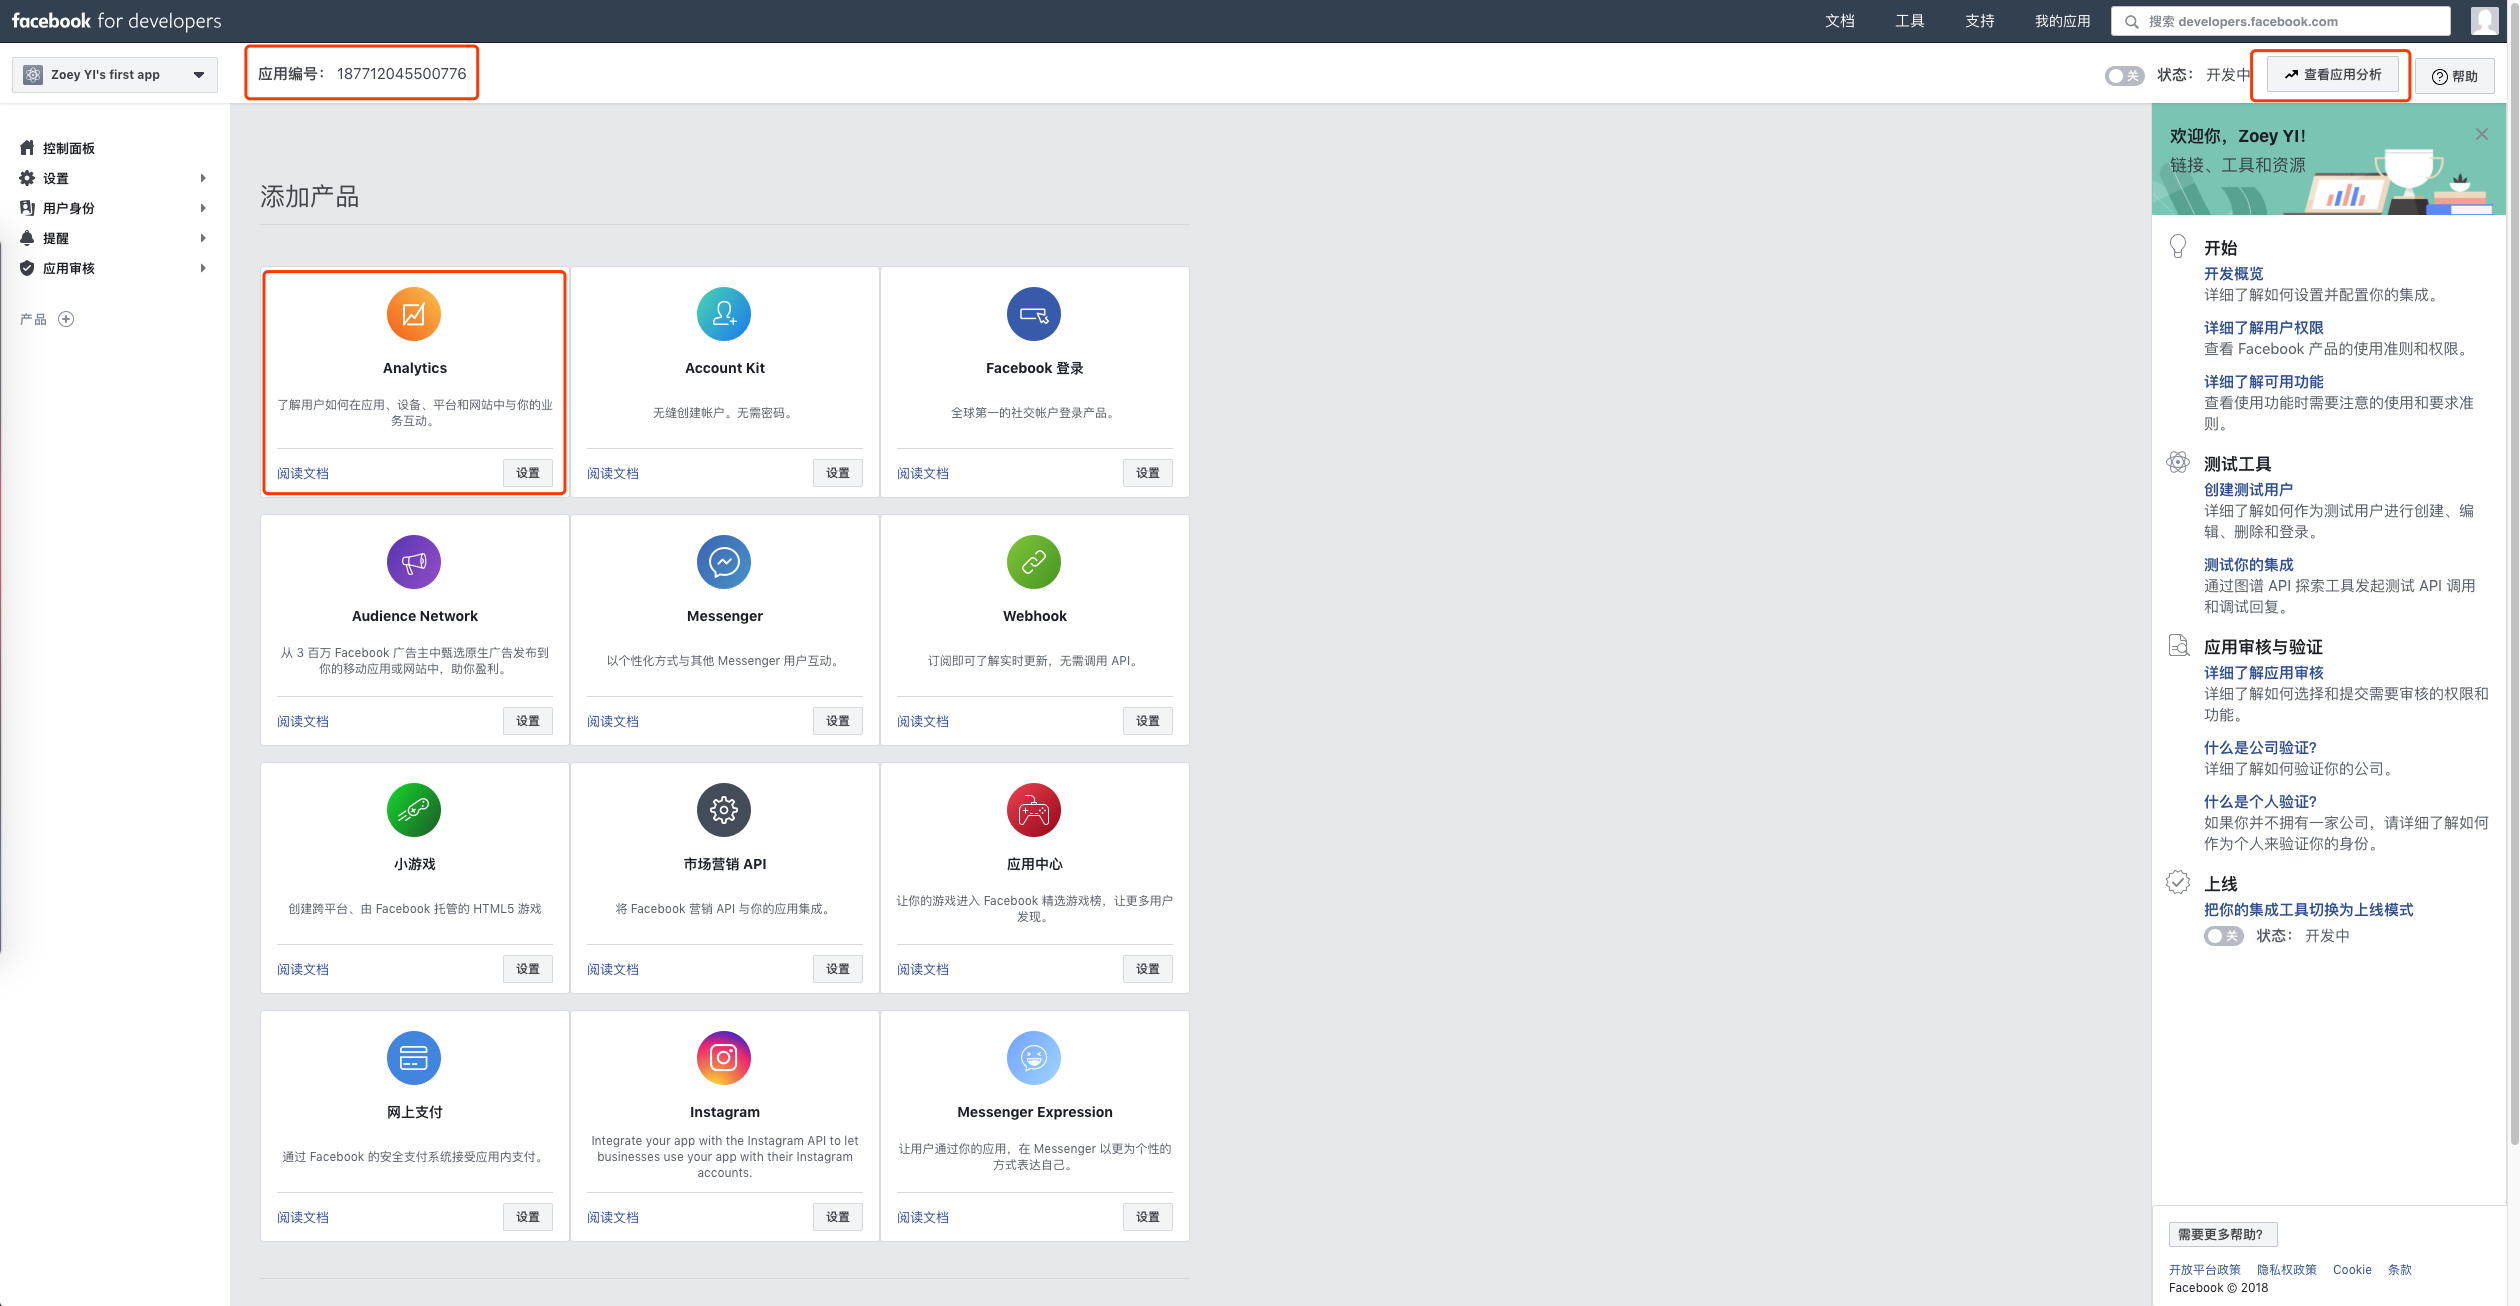 facebook for developers
文档
工具
支持
我的应用
搜索 developers.facebook.com
Zoey YI's first app
应用编号： 187712045500776
关
状态： 开发中
查看应用分析
帮助
控制面板
设置
用户身份
提醒
应用审核
产品
添加产品
Analytics
了解用户如何在应用、设备、平台和网站中与你的业
务互动。
阅读文档
设置
Account Kit
无缝创建帐户。无需密码。
阅读文档
设置
Facebook 登录
全球第一的社交帐户登录产品。
阅读文档
设置
Audience Network
从 3 百万 Facebook 广告主中甄选原生广告发布到
你的移动应用或网站中，助你盈利。
阅读文档
设置
Messenger
以个性化方式与其他 Messenger 用户互动。
阅读文档
设置
Webhook
订阅即可了解实时更新，无需调用 API。
阅读文档
设置
小游戏
创建跨平台、由 Facebook 托管的 HTML5 游戏
阅读文档
设置
市场营销 API
将 Facebook 营销 API 与你的应用集成。
阅读文档
设置
应用中心
让你的游戏进入 Facebook 精选游戏榜，让更多用户
发现。
阅读文档
设置
网上支付
通过 Facebook 的安全支付系统接受应用内支付。
阅读文档
设置
Instagram
Integrate your app with the Instagram API to let
businesses use your app with their Instagram
accounts.
阅读文档
设置
Messenger Expression
让用户通过你的应用，在 Messenger 以更为个性的
方式表达自己。
阅读文档
设置
欢迎你，Zoey YI！
链接、工具和资源
开始
开发概览
详细了解如何设置并配置你的集成。
详细了解用户权限
查看 Facebook 产品的使用准则和权限。
详细了解可用功能
查看使用功能时需要注意的使用和要求准
则。
测试工具
创建测试用户
详细了解如何作为测试用户进行创建、编
辑、删除和登录。
测试你的集成
通过图谱 API 探索工具发起测试 API 调用
和调试回复。
应用审核与验证
详细了解应用审核
详细了解如何选择和提交需要审核的权限和
功能。
什么是公司验证?
详细了解如何验证你的公司。
什么是个人验证?
如果你并不拥有一家公司，请详细了解如何
作为个人来验证你的身份。
上线
把你的集成工具切换为上线模式
关
状态： 开发中
需要更多帮助?
开放平台政策 隐私权政策 Cookie 条款
Facebook © 2018